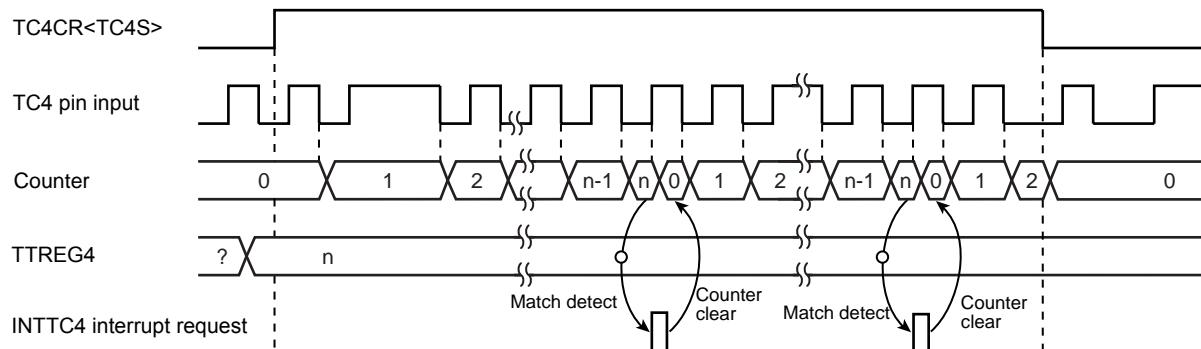 TC4CR<TC4S>
TC4 pin input
Counter 0 1 2 n-1 n 0 1 2 n-1 n 0 1 2 0
TTREG4 ? n
Match detect
Counter
clear
Match detect
Counter
clear
INTTC4 interrupt request